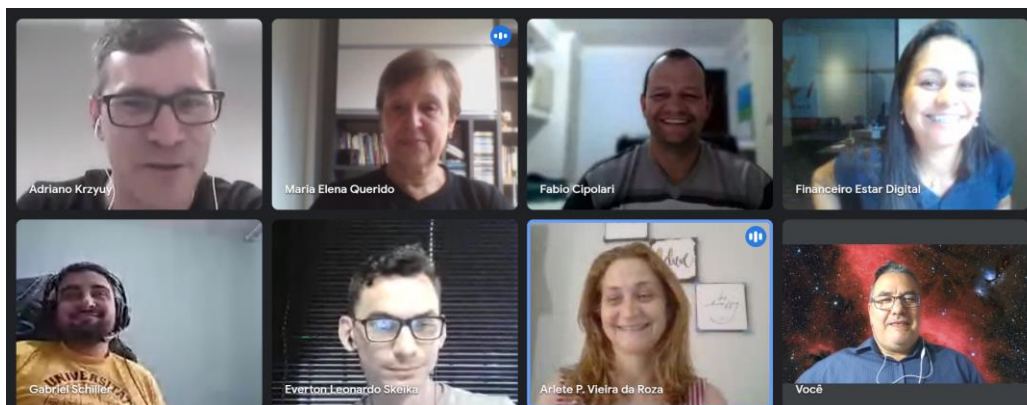 Adriano Krzyuy
Maria Elena Querido
Fabio Cipolari
Financeiro Estar Digital
UNIVERSIT
Gabriel Schiller
Everton Leonardo Skeika
Arlete P. Vieira da Roza
Você